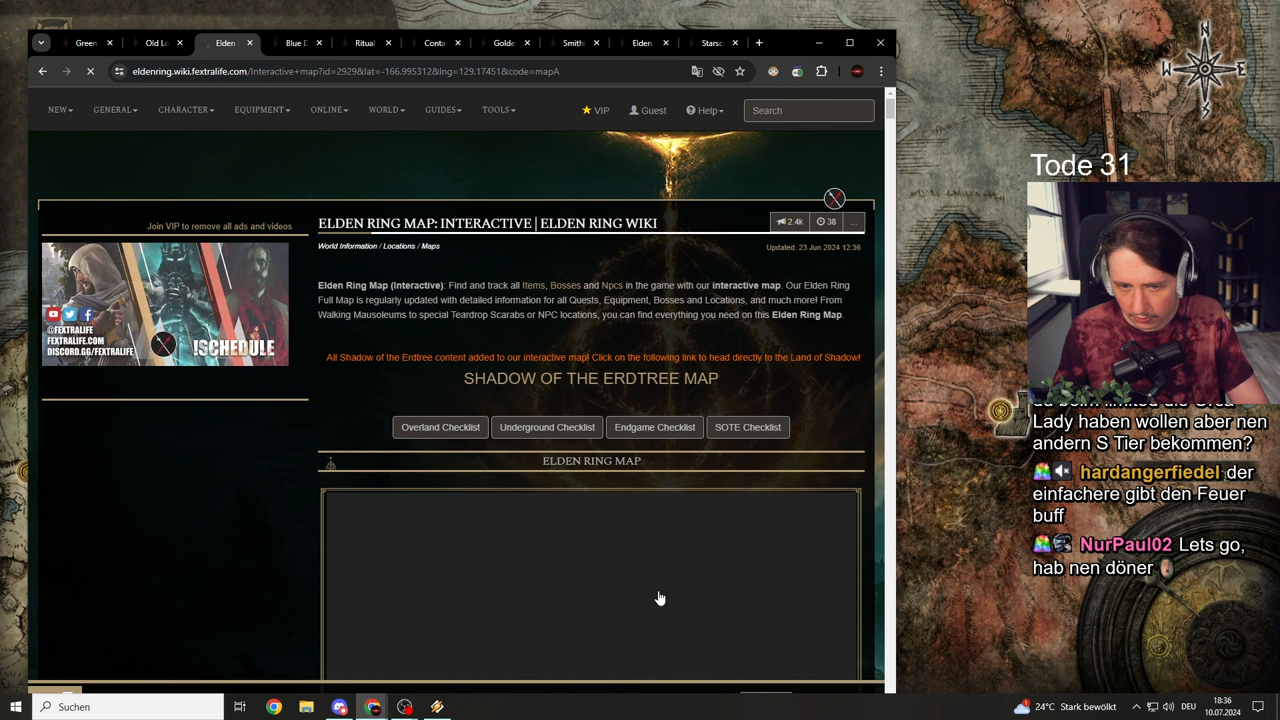 Green
Old Lo
Elden
Blue D
Ritual
Conta
Golde
Smithi
Elden
Starsc
eldenring.wiki.fextralife.com/Interactive+map?id=2929&lat=-166.995312&lng=129.17451&code=mapA
NEW
GENERAL
CHARACTER
EQUIPMENT
ONLINE
WORLD
GUIDES
TOOLS
VIP
Guest
Help
Search
N
W
E
S
Tode 31
Join VIP to remove all ads and videos
@FEXTRALIFE
FEXTRALIFE.COM
DISCORD.GG/FEXTRALIFE
!SCHEDULE
ELDEN RING MAP: INTERACTIVE | ELDEN RING WIKI
2.4k
38
...
World Information / Locations / Maps
Updated: 23 Jun 2024 12:36
Elden Ring Map (Interactive): Find and track all Items, Bosses and Npcs in the game with our interactive map. Our Elden Ring
Full Map is regularly updated with detailed information for all Quests, Equipment, Bosses and Locations, and much more! From
Walking Mausoleums to special Teardrop Scarabs or NPC locations, you can find everything you need on this Elden Ring Map.
All Shadow of the Erdtree content added to our interactive map! Click on the following link to head directly to the Land of Shadow!
SHADOW OF THE ERDTREE MAP
Overland Checklist
Underground Checklist
Endgame Checklist
SOTE Checklist
ELDEN RING MAP
Lady haben wollen aber nen
andern S Tier bekommen?
hardangerfiedel der
einfachere gibt den Feuer
buff
NurPaul02 Lets go,
hab nen döner
Suchen
24°C Stark bewölkt
DEU
18:36
10.07.2024